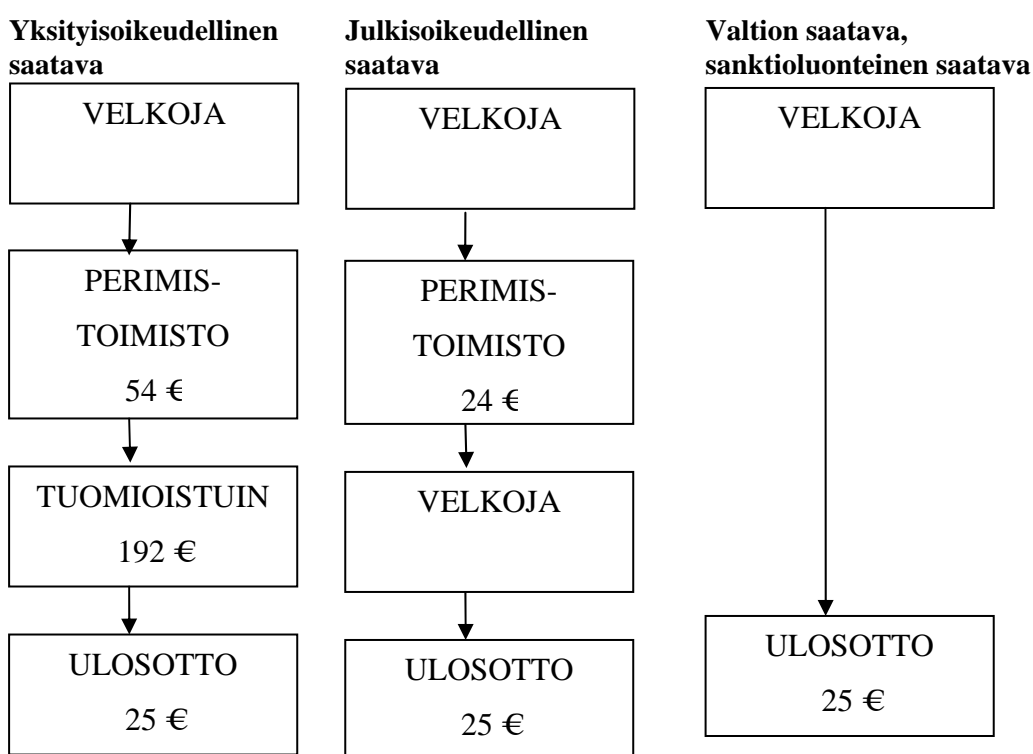 Yksityisoikeudellinen
saatava
VELKOJA
PERIMIS-
TOIMISTO
54 €
TUOMIOISTUIN
192 €
ULOSOTTO
25 €
Julkisoikeudellinen
saatava
VELKOJA
PERIMIS-
TOIMISTO
24 €
VELKOJA
ULOSOTTO
25 €
Valtion saatava,
sanktioluonteinen saatava
VELKOJA
ULOSOTTO
25 €